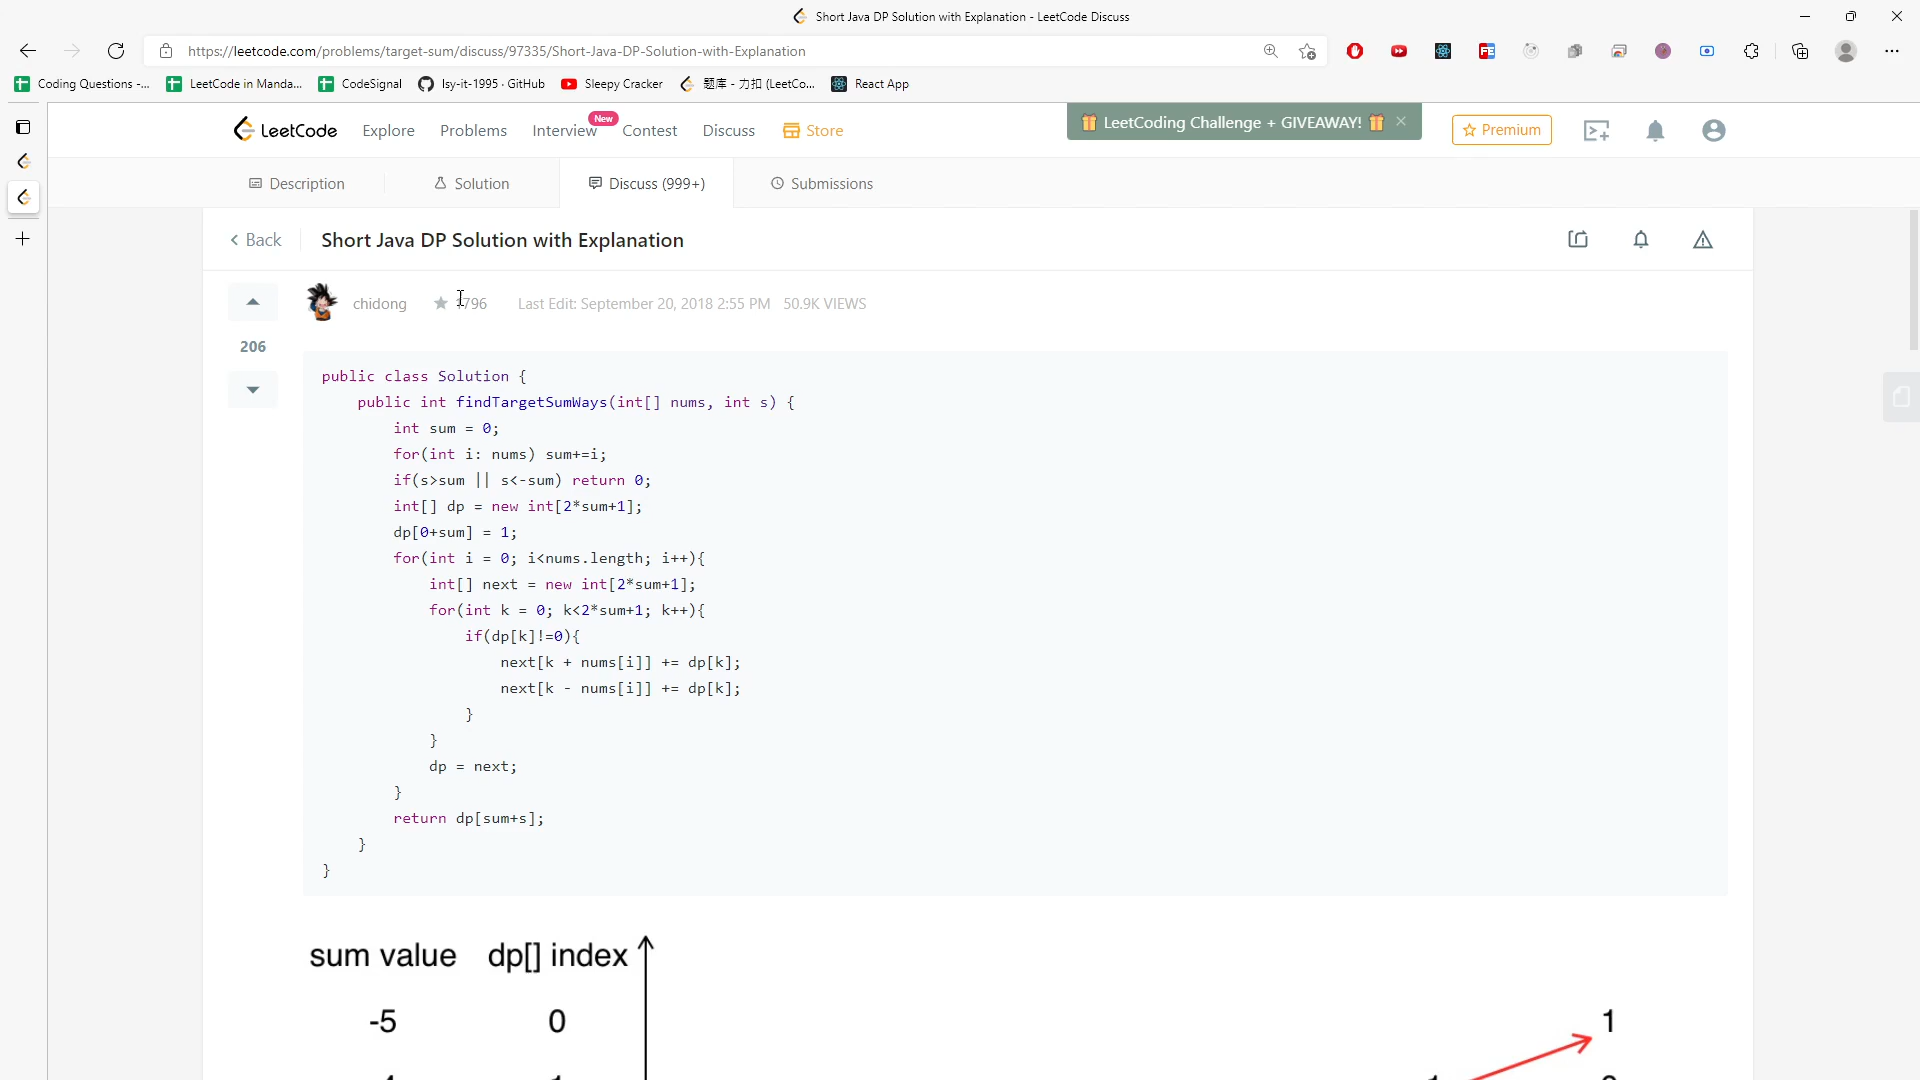 Short Java DP Solution with Explanation - LeetCode Discuss
https://leetcode.com/problems/target-sum/discuss/97335/Short-Java-DP-Solution-with-Explanation
Coding Questions -... LeetCode in Manda... CodeSignal lsy-it-1995 · GitHub Sleepy Cracker 题库 - 力扣 (LeetCo... React App
LeetCode Explore Problems Interview New Contest Discuss Store LeetCoding Challenge + GIVEAWAY! Premium
Description Solution Discuss (999+) Submissions
Back Short Java DP Solution with Explanation
chidong Last Edit: September 20, 2018 2:55 PM 50.9K VIEWS
206
public class Solution {
public int findTargetSumWays(int[] nums, int s) {
int sum = 0;
for(int i: nums) sum+=i;
if(s>sum || s<-sum) return 0;
int[] dp = new int[2*sum+1];
dp[0+sum] = 1;
for(int i = 0; i<nums.length; i++){
int[] next = new int[2*sum+1];
for(int k = 0; k<2*sum+1; k++){
if(dp[k]!=0){
next[k + nums[i]] += dp[k];
next[k - nums[i]] += dp[k];
}
}
dp = next;
}
return dp[sum+s];
}
}
sum value dp[] index
-5 0 1